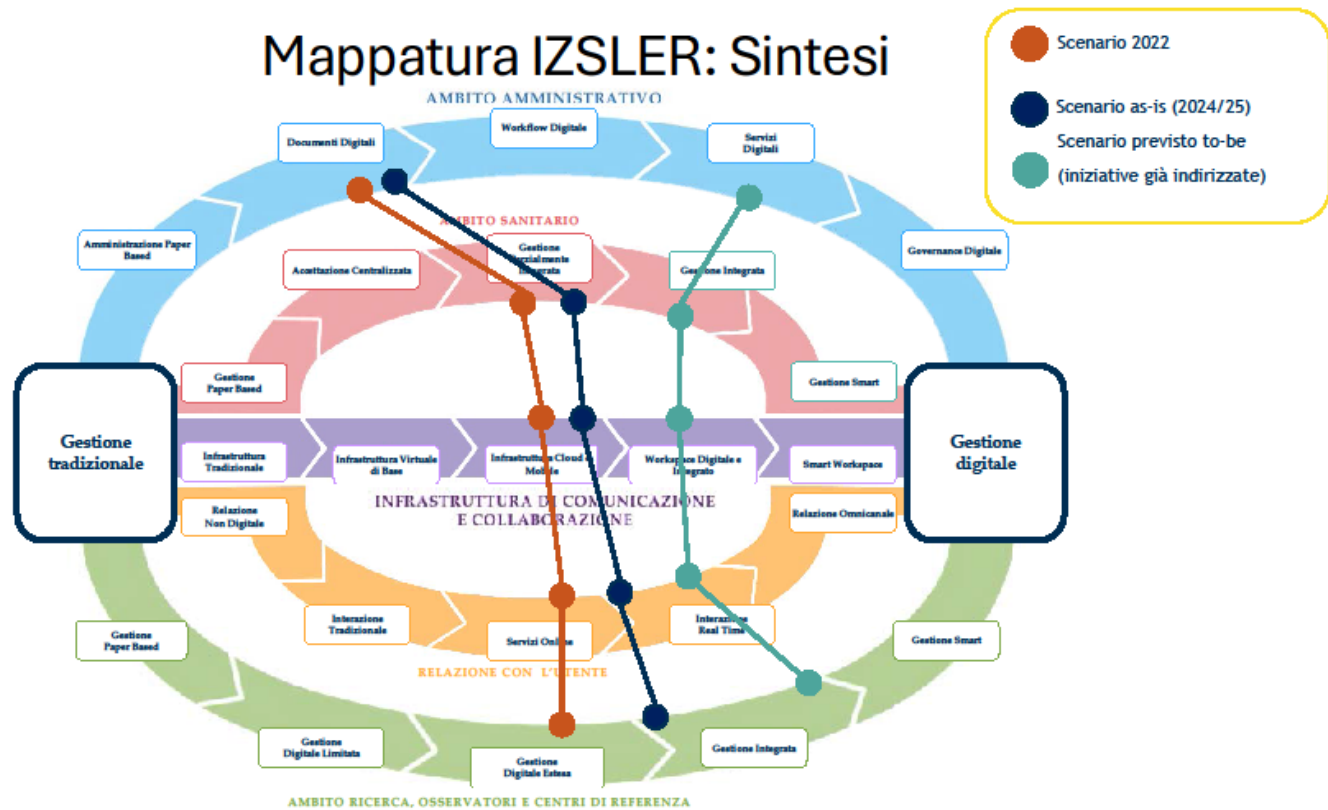 Mappatura IZSLER: Sintesi
Scenario 2022
Scenario as-is (2024/25)
Scenario previsto to-be
(iniziative già indirizzate)
AMBITO AMMINISTRATIVO
Documenti Digitali
Workflow Digitale
Servizi
Digitali
Amministrazione Paper
Based
Governance Digitale
AMBITO SANITARIO
Accettazione Centralizzata
Gestione
Parzialmente
Integrata
Gestione Integrata
Gestione
Paper Based
Gestione Smart
Gestione
tradizionale
Gestione
digitale
Infrastruttura
Tradizionale
Infrastruttura Virtuale
di Base
Infrastruttura Cloud e
Mobile
Workspace Digitale e
Integrato
Smart Workspace
INFRASTRUTTURA DI COMUNICAZIONE
E COLLABORAZIONE
Relazione
Non Digitale
Relazione Omnicanale
Interazione
Tradizionale
Servizi Online
Interazione
Real Time
RELAZIONE CON L'UTENTE
Gestione
Paper Based
Gestione Smart
Gestione
Digitale Limitata
Gestione
Digitale Estesa
Gestione Integrata
AMBITO RICERCA, OSSERVATORI E CENTRI DI REFERENZA